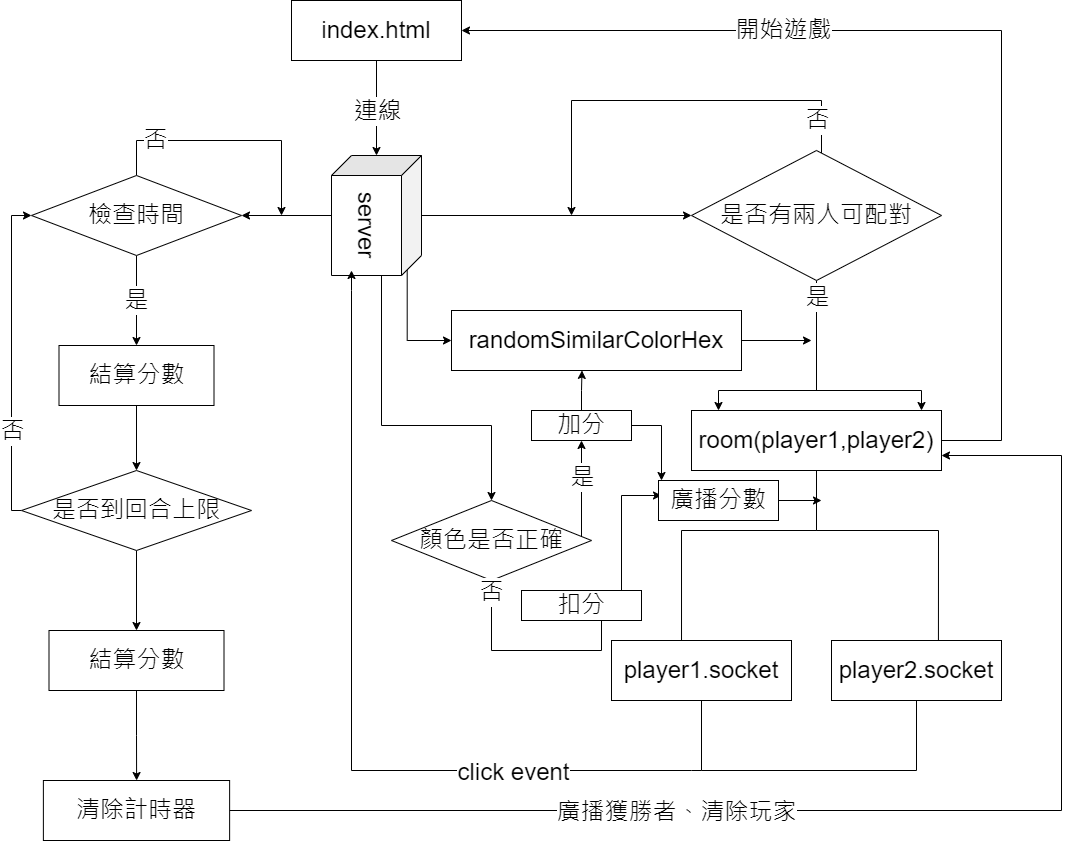 index.html
開始遊戲
連線
否
否
server
檢查時間
是否有兩人可配對
是
是
randomSimilarColorHex
結算分數
加分
否
room(player1,player2)
是
廣播分數
是否到回合上限
顏色是否正確
否
扣分
結算分數
player1.socket
player2.socket
click event
清除計時器
廣播獲勝者、清除玩家